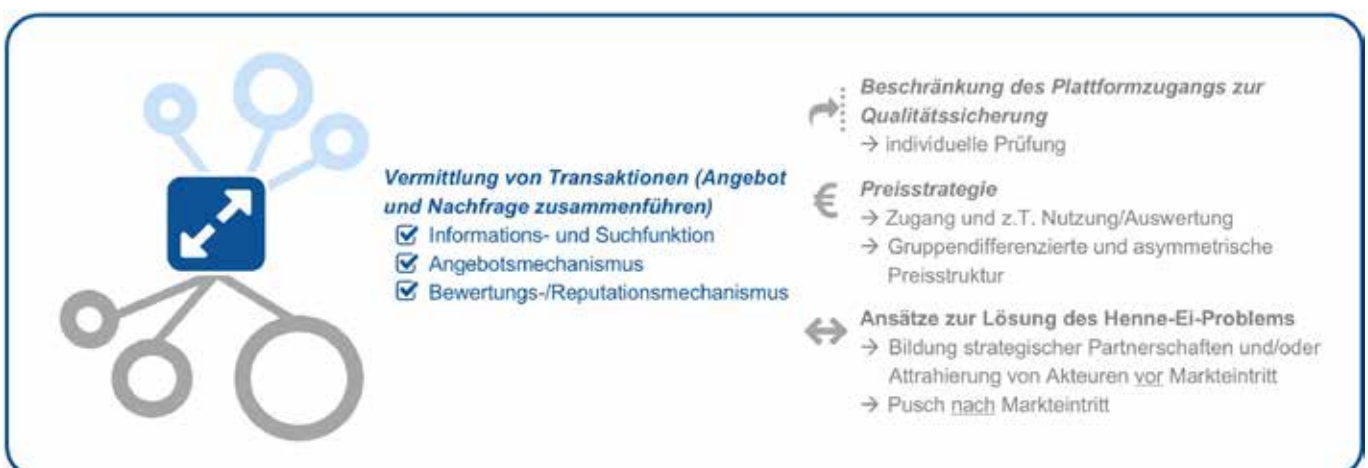 Vermittlung von Transaktionen (Angebot
und Nachfrage zusammenführen)
Informations- und Suchfunktion
Angebotsmechanismus
Bewertungs-/Reputationsmechanismus
Beschränkung des Plattformzugangs zur
Qualitätssicherung
→ individuelle Prüfung
€ Preisstrategie
→ Zugang und z.T. Nutzung/Auswertung
→ Gruppendifferenzierte und asymmetrische
Preisstruktur
Ansätze zur Lösung des Henne-Ei-Problems
→ Bildung strategischer Partnerschaften und/oder
Attrahierung von Akteuren vor Markteintritt
→ Pusch nach Markteintritt